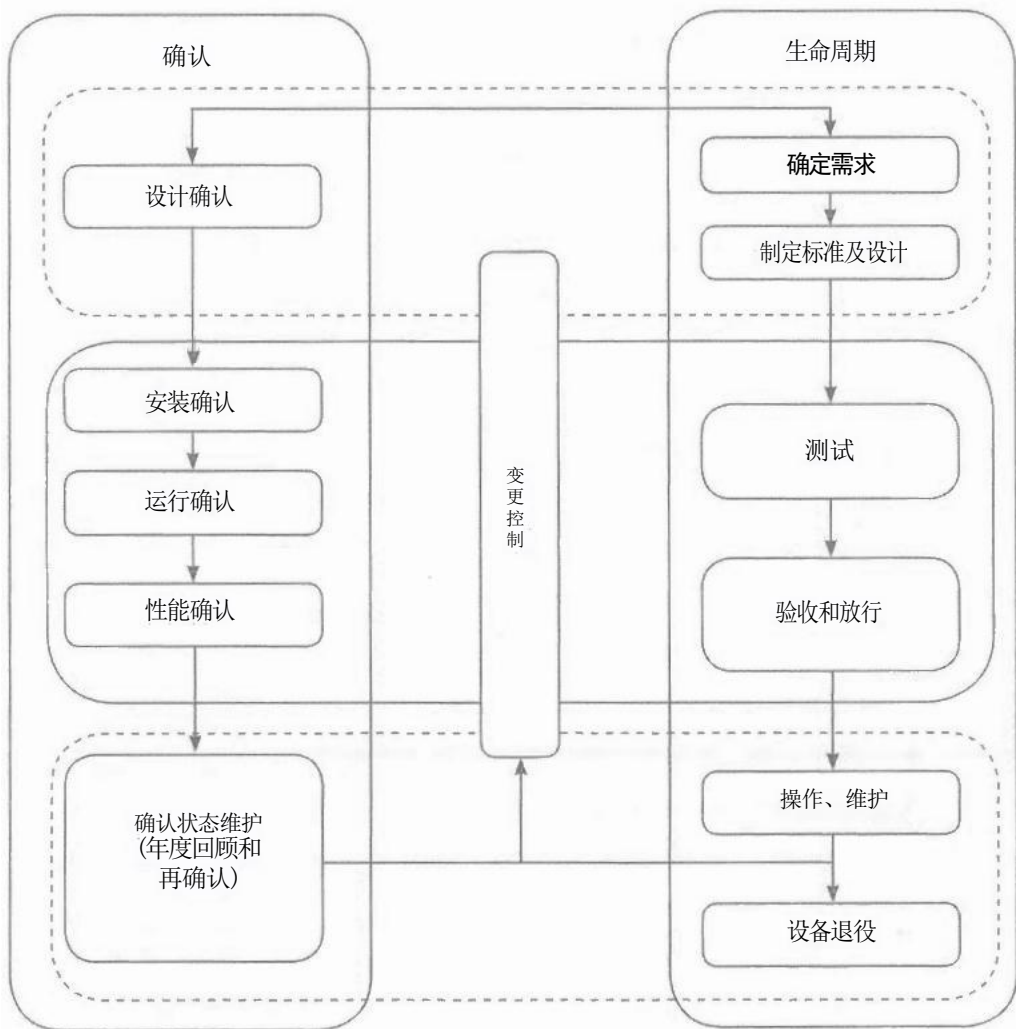 确认
设计确认
安装确认
运行确认
性能确认
确认状态维护
(年度回顾和
再确认)
变
更
控
制
生命周期
确定需求
制定标准及设计
测试
验收和放行
操作、维护
设备退役